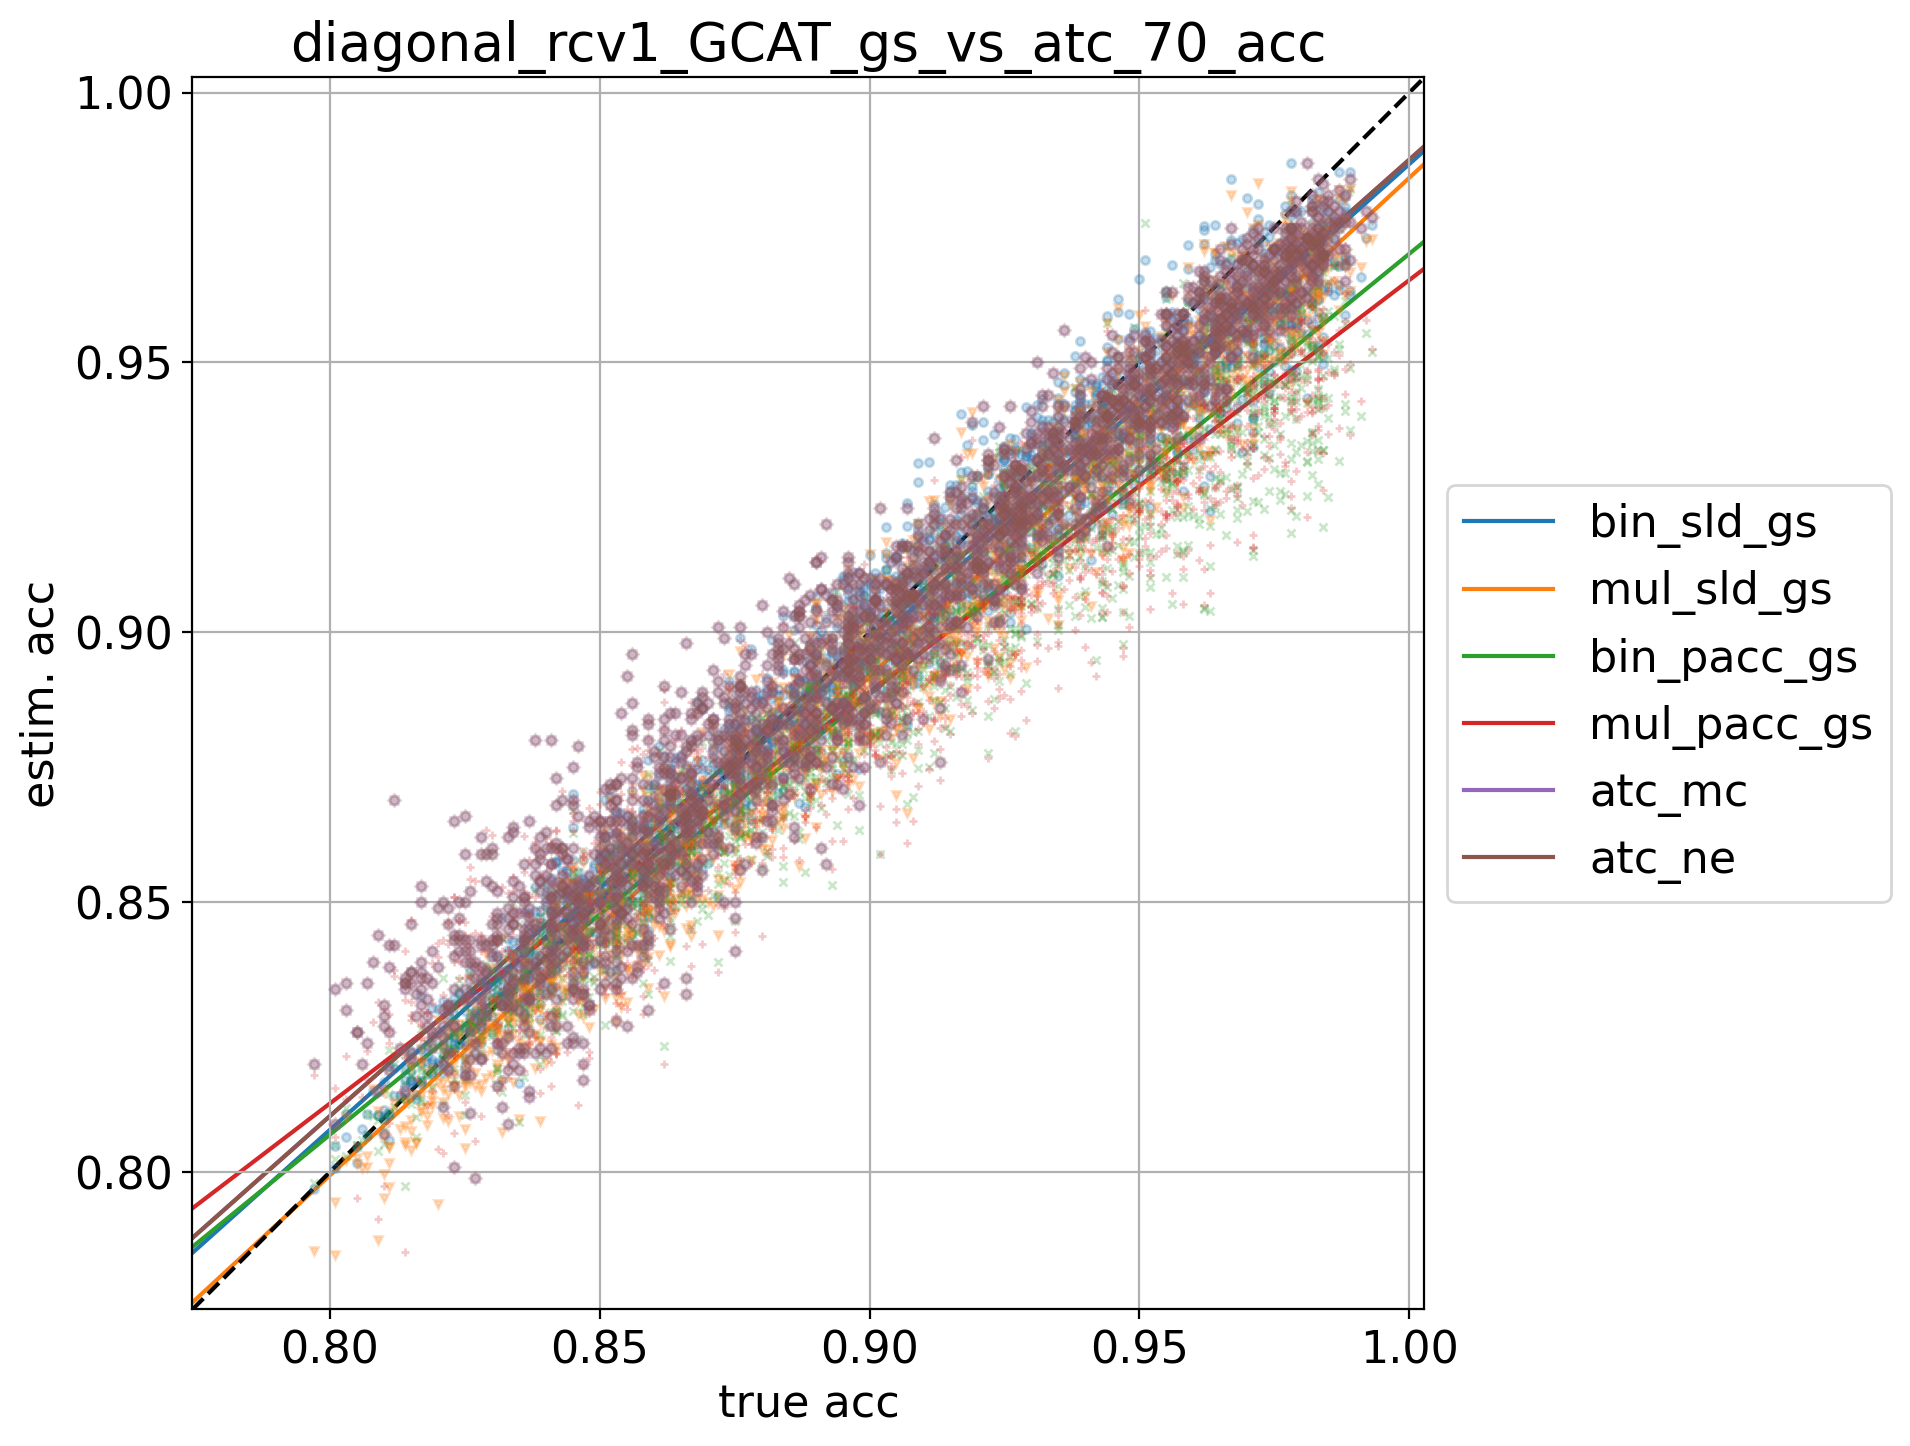 diagonal_rcv1_GCAT_gs_vs_atc_70_acc
1.00
0.95
0.90
0.85
0.80
estim. acc
0.80 0.85 0.90 0.95 1.00
true acc
bin_sld_gs
mul_sld_gs
bin_pacc_gs
mul_pacc_gs
atc_mc
atc_ne